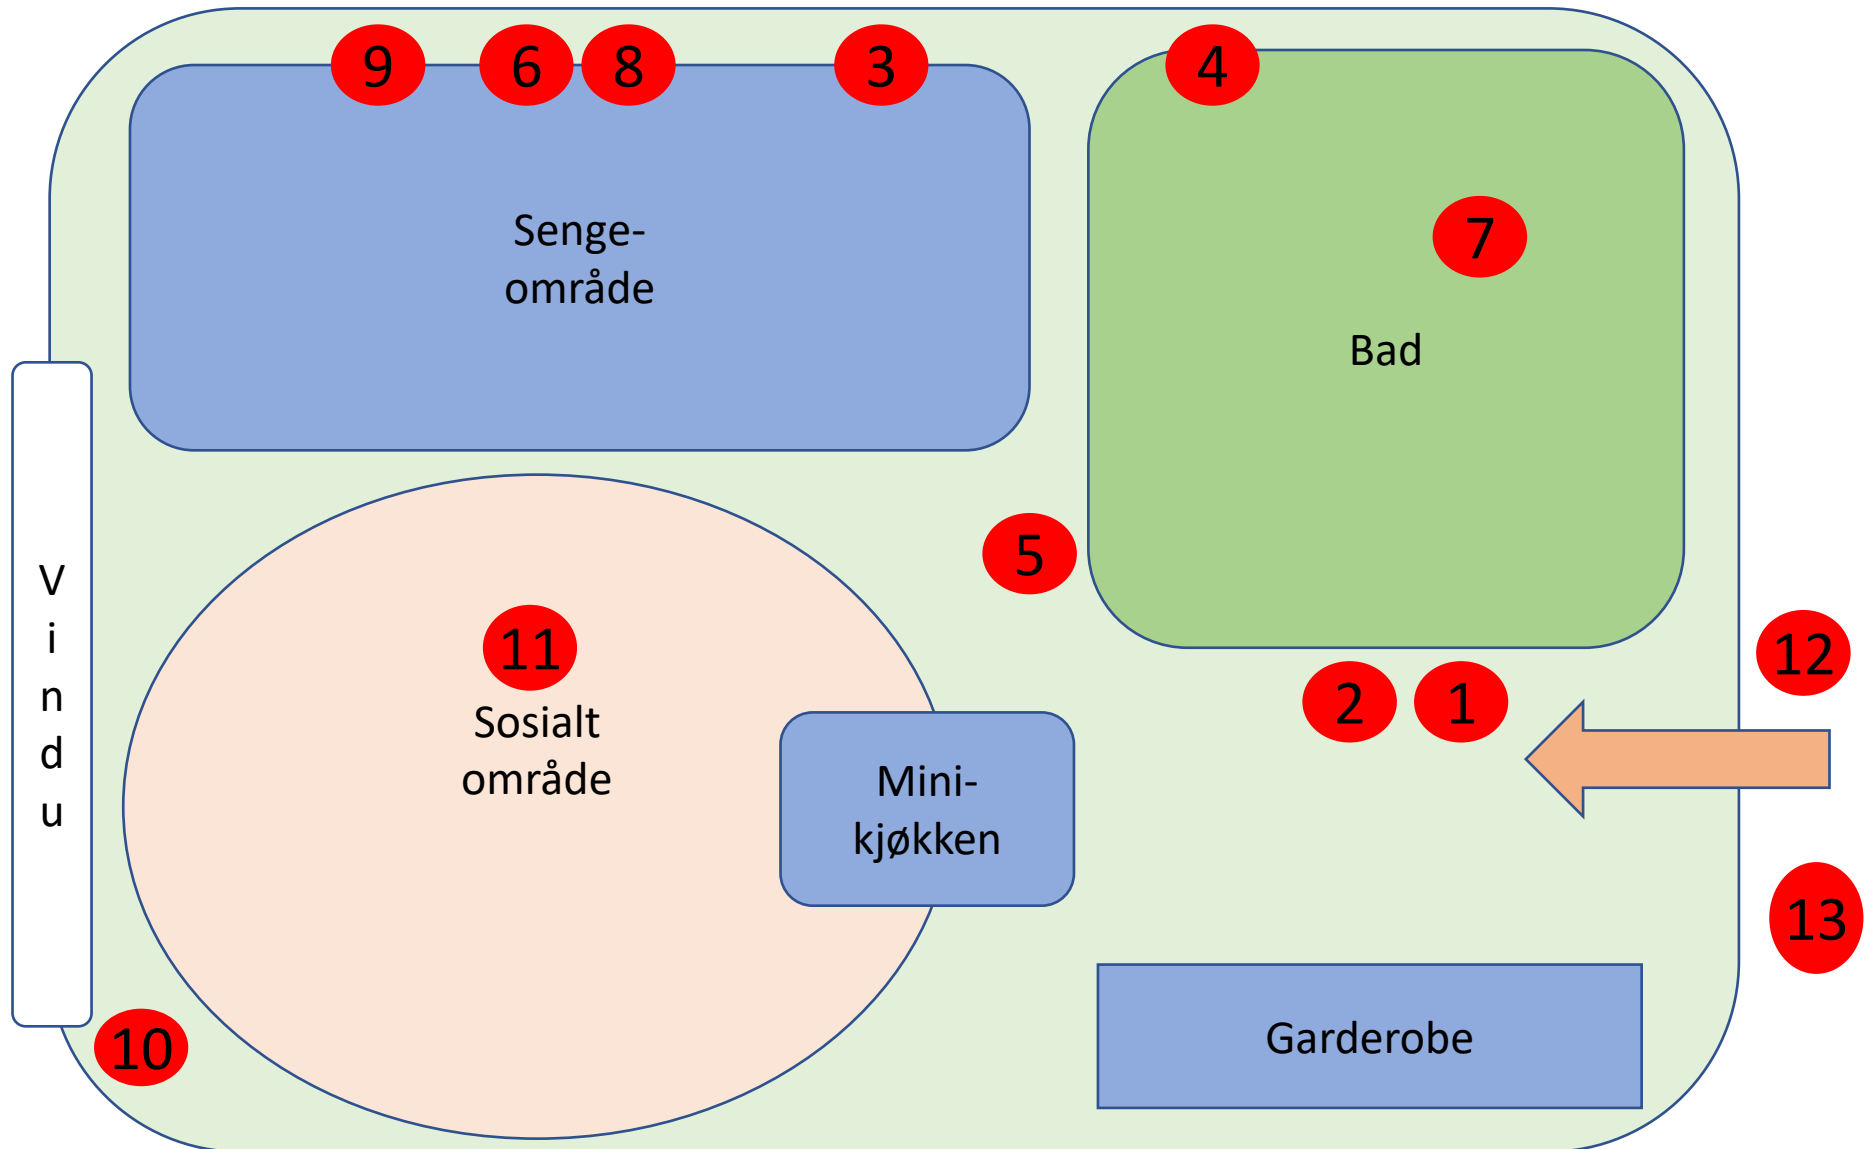 9
6
8
3
4
7
Senge-
område
Bad
5
V
i
n
d
u
11
Sosialt
område
2
1
12
Mini-
kjøkken
13
10
Garderobe